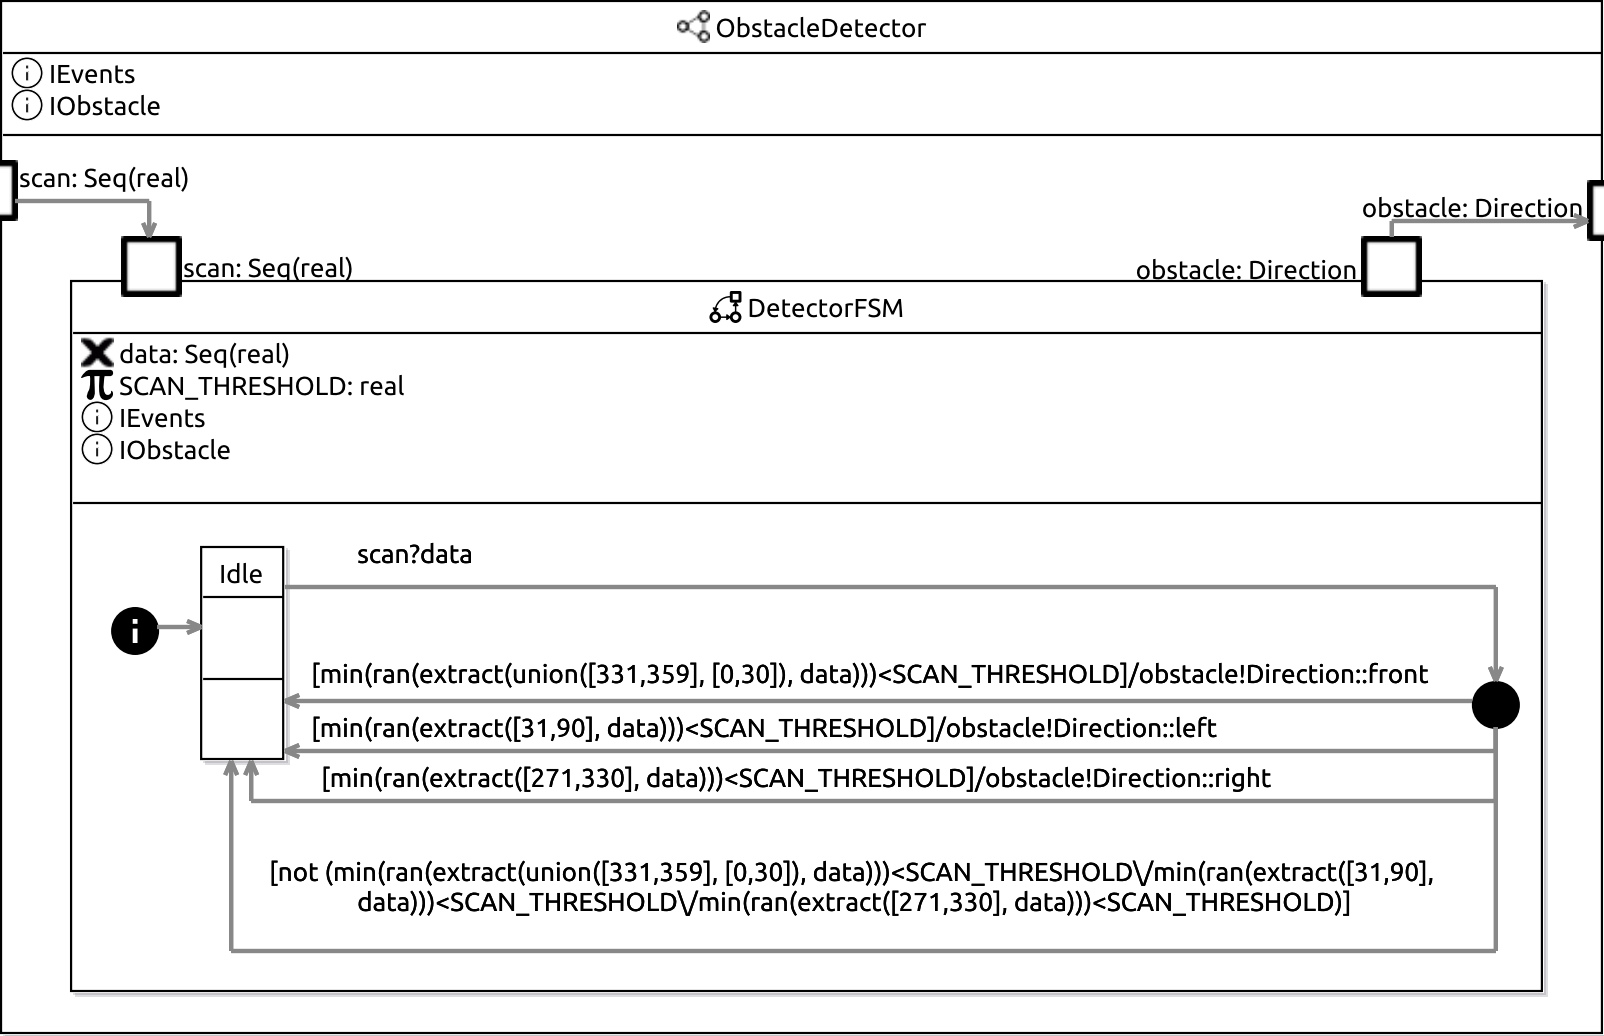 ObstacleDetector
i IEvents
i IObstacle
scan: Seq(real)
obstacle: Direction
scan: Seq(real)
obstacle: Direction
DetectorFSM
data: Seq(real)
π SCAN_THRESHOLD: real
i IEvents
i IObstacle
scan?data
Idle
i
[min(ran(extract(union([331,359], [0,30]), data)))<SCAN_THRESHOLD]/obstacle!Direction::front
[min(ran(extract([31,90], data)))<SCAN_THRESHOLD]/obstacle!Direction::left
[min(ran(extract([271,330], data)))<SCAN_THRESHOLD]/obstacle!Direction::right
[not (min(ran(extract(union([331,359], [0,30]), data)))<SCAN_THRESHOLD\/min(ran(extract([31,90],
data)))<SCAN_THRESHOLD\/min(ran(extract([271,330], data)))<SCAN_THRESHOLD)]